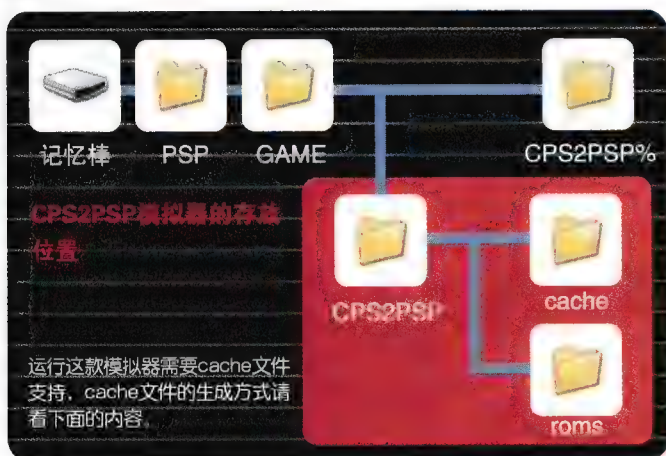 记忆棒 PSP GAME CPS2PSP%
CPS2PSP模拟器的存放
位置
CPS2PSP
cache
roms
运行这款模拟器需要cache文件
支持，cache文件的生成方式请
看下面的内容。